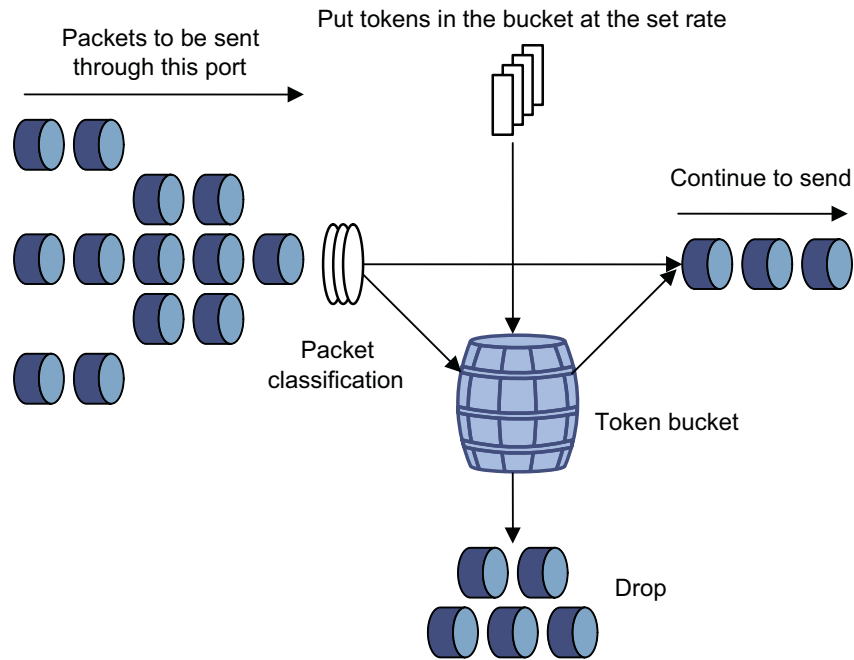 Put tokens in the bucket at the set rate
Packets to be sent
through this port
Continue to send
Packet
classification
Token bucket
Drop